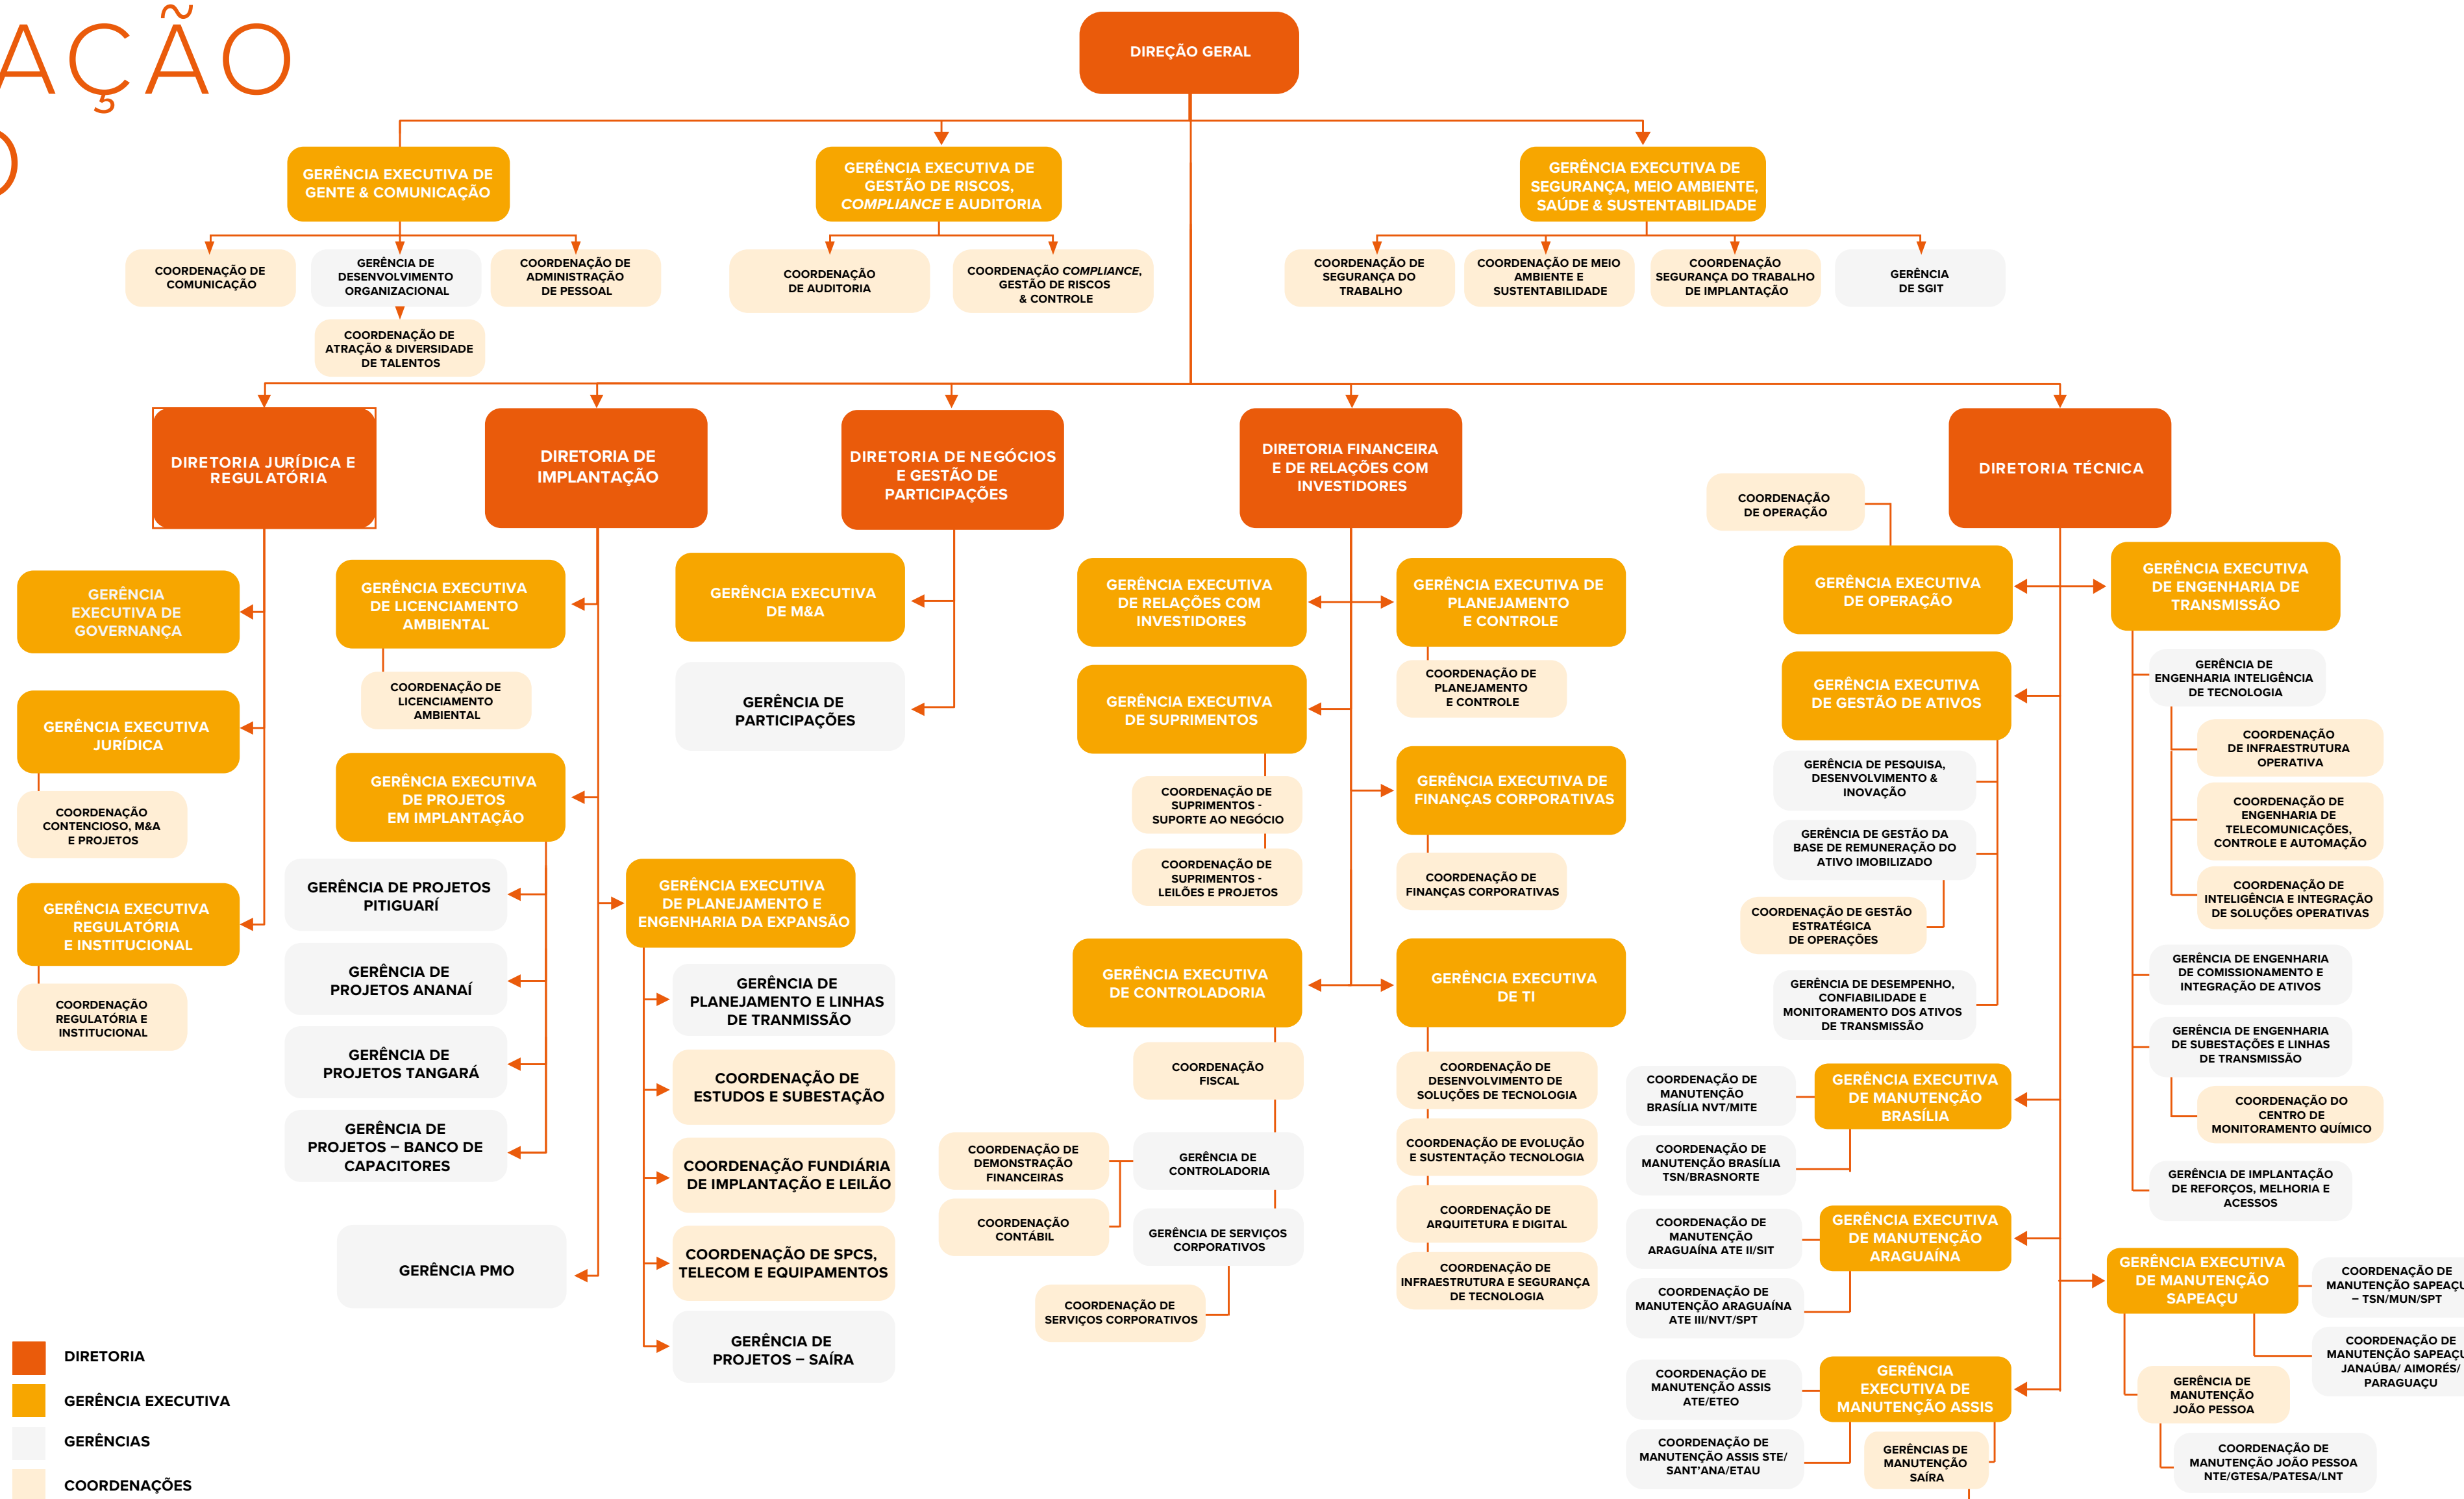 AÇÃO
O
DIREÇÃO GERAL
GERÊNCIA EXECUTIVA DE
GENTE & COMUNICAÇÃO
GERÊNCIA EXECUTIVA DE
GESTÃO DE RISCOS,
COMPLIANCE E AUDITORIA
GERÊNCIA EXECUTIVA DE
SEGURANÇA, MEIO AMBIENTE,
SAÚDE & SUSTENTABILIDADE
COORDENAÇÃO DE
COMUNICAÇÃO
GERÊNCIA DE
DESENVOLVIMENTO
ORGANIZACIONAL
COORDENAÇÃO DE
ADMINISTRAÇÃO
DE PESSOAL
COORDENAÇÃO
DE AUDITORIA
COORDENAÇÃO COMPLIANCE,
GESTÃO DE RISCOS
& CONTROLE
COORDENAÇÃO DE
SEGURANÇA DO
TRABALHO
COORDENAÇÃO DE MEIO
AMBIENTE E
SUSTENTABILIDADE
COORDENAÇÃO
SEGURANÇA DO TRABALHO
DE IMPLANTAÇÃO
GERÊNCIA
DE SGIT
COORDENAÇÃO DE
ATRAÇÃO & DIVERSIDADE
DE TALENTOS
DIRETORIA JURÍDICA E
REGULATÓRIA
DIRETORIA DE
IMPLANTAÇÃO
DIRETORIA DE NEGÓCIOS
E GESTÃO DE
PARTICIPAÇÕES
DIRETORIA FINANCEIRA
E DE RELAÇÕES COM
INVESTIDORES
DIRETORIA TÉCNICA
GERÊNCIA
EXECUTIVA DE
GOVERNANÇA
GERÊNCIA EXECUTIVA
JURÍDICA
COORDENAÇÃO
CONTENCIOSO, M&A
E PROJETOS
GERÊNCIA EXECUTIVA
REGULATÓRIA
E INSTITUCIONAL
COORDENAÇÃO
REGULATÓRIA E
INSTITUCIONAL
GERÊNCIA EXECUTIVA
DE LICENCIAMENTO
AMBIENTAL
COORDENAÇÃO DE
LICENCIAMENTO
AMBIENTAL
GERÊNCIA EXECUTIVA
DE PROJETOS
EM IMPLANTAÇÃO
GERÊNCIA DE PROJETOS
PITIGUARÍ
GERÊNCIA DE
PROJETOS ANANAÍ
GERÊNCIA DE
PROJETOS TANGARÁ
GERÊNCIA DE
PROJETOS – BANCO DE
CAPACITORES
GERÊNCIA PMO
GERÊNCIA EXECUTIVA
DE PLANEJAMENTO E
ENGENHARIA DA EXPANSÃO
GERÊNCIA DE
PLANEJAMENTO E LINHAS
DE TRANMISSÃO
COORDENAÇÃO DE
ESTUDOS E SUBESTAÇÃO
COORDENAÇÃO FUNDIÁRIA
DE IMPLANTAÇÃO E LEILÃO
COORDENAÇÃO DE SPCS,
TELECOM E EQUIPAMENTOS
GERÊNCIA DE
PROJETOS – SAÍRA
GERÊNCIA EXECUTIVA
DE M&A
GERÊNCIA DE
PARTICIPAÇÕES
GERÊNCIA EXECUTIVA
DE RELAÇÕES COM
INVESTIDORES
GERÊNCIA EXECUTIVA DE
PLANEJAMENTO
E CONTROLE
COORDENAÇÃO DE
PLANEJAMENTO
E CONTROLE
GERÊNCIA EXECUTIVA
DE SUPRIMENTOS
COORDENAÇÃO DE
SUPRIMENTOS -
SUPORTE AO NEGÓCIO
COORDENAÇÃO DE
SUPRIMENTOS -
LEILÕES E PROJETOS
GERÊNCIA EXECUTIVA DE
FINANÇAS CORPORATIVAS
COORDENAÇÃO DE
FINANÇAS CORPORATIVAS
GERÊNCIA EXECUTIVA
DE CONTROLADORIA
COORDENAÇÃO
FISCAL
COORDENAÇÃO DE
DEMONSTRAÇÃO
FINANCEIRAS
GERÊNCIA DE
CONTROLADORIA
COORDENAÇÃO
CONTÁBIL
GERÊNCIA DE SERVIÇOS
CORPORATIVOS
COORDENAÇÃO DE
SERVIÇOS CORPORATIVOS
GERÊNCIA EXECUTIVA
DE TI
COORDENAÇÃO DE
DESENVOLVIMENTO DE
SOLUÇÕES DE TECNOLOGIA
COORDENAÇÃO DE EVOLUÇÃO
E SUSTENTAÇÃO TECNOLOGIA
COORDENAÇÃO DE
ARQUITETURA E DIGITAL
COORDENAÇÃO DE
INFRAESTRUTURA E SEGURANÇA
DE TECNOLOGIA
COORDENAÇÃO
DE OPERAÇÃO
GERÊNCIA EXECUTIVA
DE OPERAÇÃO
GERÊNCIA EXECUTIVA
DE GESTÃO DE ATIVOS
GERÊNCIA DE PESQUISA,
DESENVOLVIMENTO &
INOVAÇÃO
GERÊNCIA DE GESTÃO DA
BASE DE REMUNERAÇÃO DO
ATIVO IMOBILIZADO
COORDENAÇÃO DE GESTÃO
ESTRATÉGICA
DE OPERAÇÕES
GERÊNCIA DE DESEMPENHO,
CONFIABILIDADE E
MONITORAMENTO DOS ATIVOS
DE TRANSMISSÃO
COORDENAÇÃO DE
MANUTENÇÃO
BRASÍLIA NVT/MITE
GERÊNCIA EXECUTIVA
DE MANUTENÇÃO
BRASÍLIA
COORDENAÇÃO DE
MANUTENÇÃO BRASÍLIA
TSN/BRASNORTE
COORDENAÇÃO DE
MANUTENÇÃO
ARAGUAÍNA ATE II/SIT
GERÊNCIA EXECUTIVA
DE MANUTENÇÃO
ARAGUAÍNA
COORDENAÇÃO DE
MANUTENÇÃO ARAGUAÍNA
ATE III/NVT/SPT
COORDENAÇÃO DE
MANUTENÇÃO ASSIS
ATE/ETEO
GERÊNCIA
EXECUTIVA DE
MANUTENÇÃO ASSIS
COORDENAÇÃO DE
MANUTENÇÃO ASSIS STE/
SANT'ANA/ETAU
GERÊNCIAS DE
MANUTENÇÃO
SAÍRA
GERÊNCIA EXECUTIVA
DE ENGENHARIA DE
TRANSMISSÃO
GERÊNCIA DE
ENGENHARIA INTELIGÊNCIA
DE TECNOLOGIA
COORDENAÇÃO
DE INFRAESTRUTURA
OPERATIVA
COORDENAÇÃO DE
ENGENHARIA DE
TELECOMUNICAÇÕES,
CONTROLE E AUTOMAÇÃO
COORDENAÇÃO DE
INTELIGÊNCIA E INTEGRAÇÃO
DE SOLUÇÕES OPERATIVAS
GERÊNCIA DE ENGENHARIA
DE COMISSIONAMENTO E
INTEGRAÇÃO DE ATIVOS
GERÊNCIA DE ENGENHARIA
DE SUBESTAÇÕES E LINHAS
DE TRANSMISSÃO
COORDENAÇÃO DO
CENTRO DE
MONITORAMENTO QUÍMICO
GERÊNCIA DE IMPLANTAÇÃO
DE REFORÇOS, MELHORIA E
ACESSOS
GERÊNCIA EXECUTIVA
DE MANUTENÇÃO
SAPEAÇU
COORDENAÇÃO DE
MANUTENÇÃO SAPEAÇU
– TSN/MUN/SPT
COORDENAÇÃO DE
MANUTENÇÃO SAPEAÇU
JANAÚBA/ AIMORÉS/
PARAGUAÇU
GERÊNCIA DE
MANUTENÇÃO
JOÃO PESSOA
COORDENAÇÃO DE
MANUTENÇÃO JOÃO PESSOA
NTE/GTESA/PATESA/LNT
DIRETORIA
GERÊNCIA EXECUTIVA
GERÊNCIAS
COORDENAÇÕES